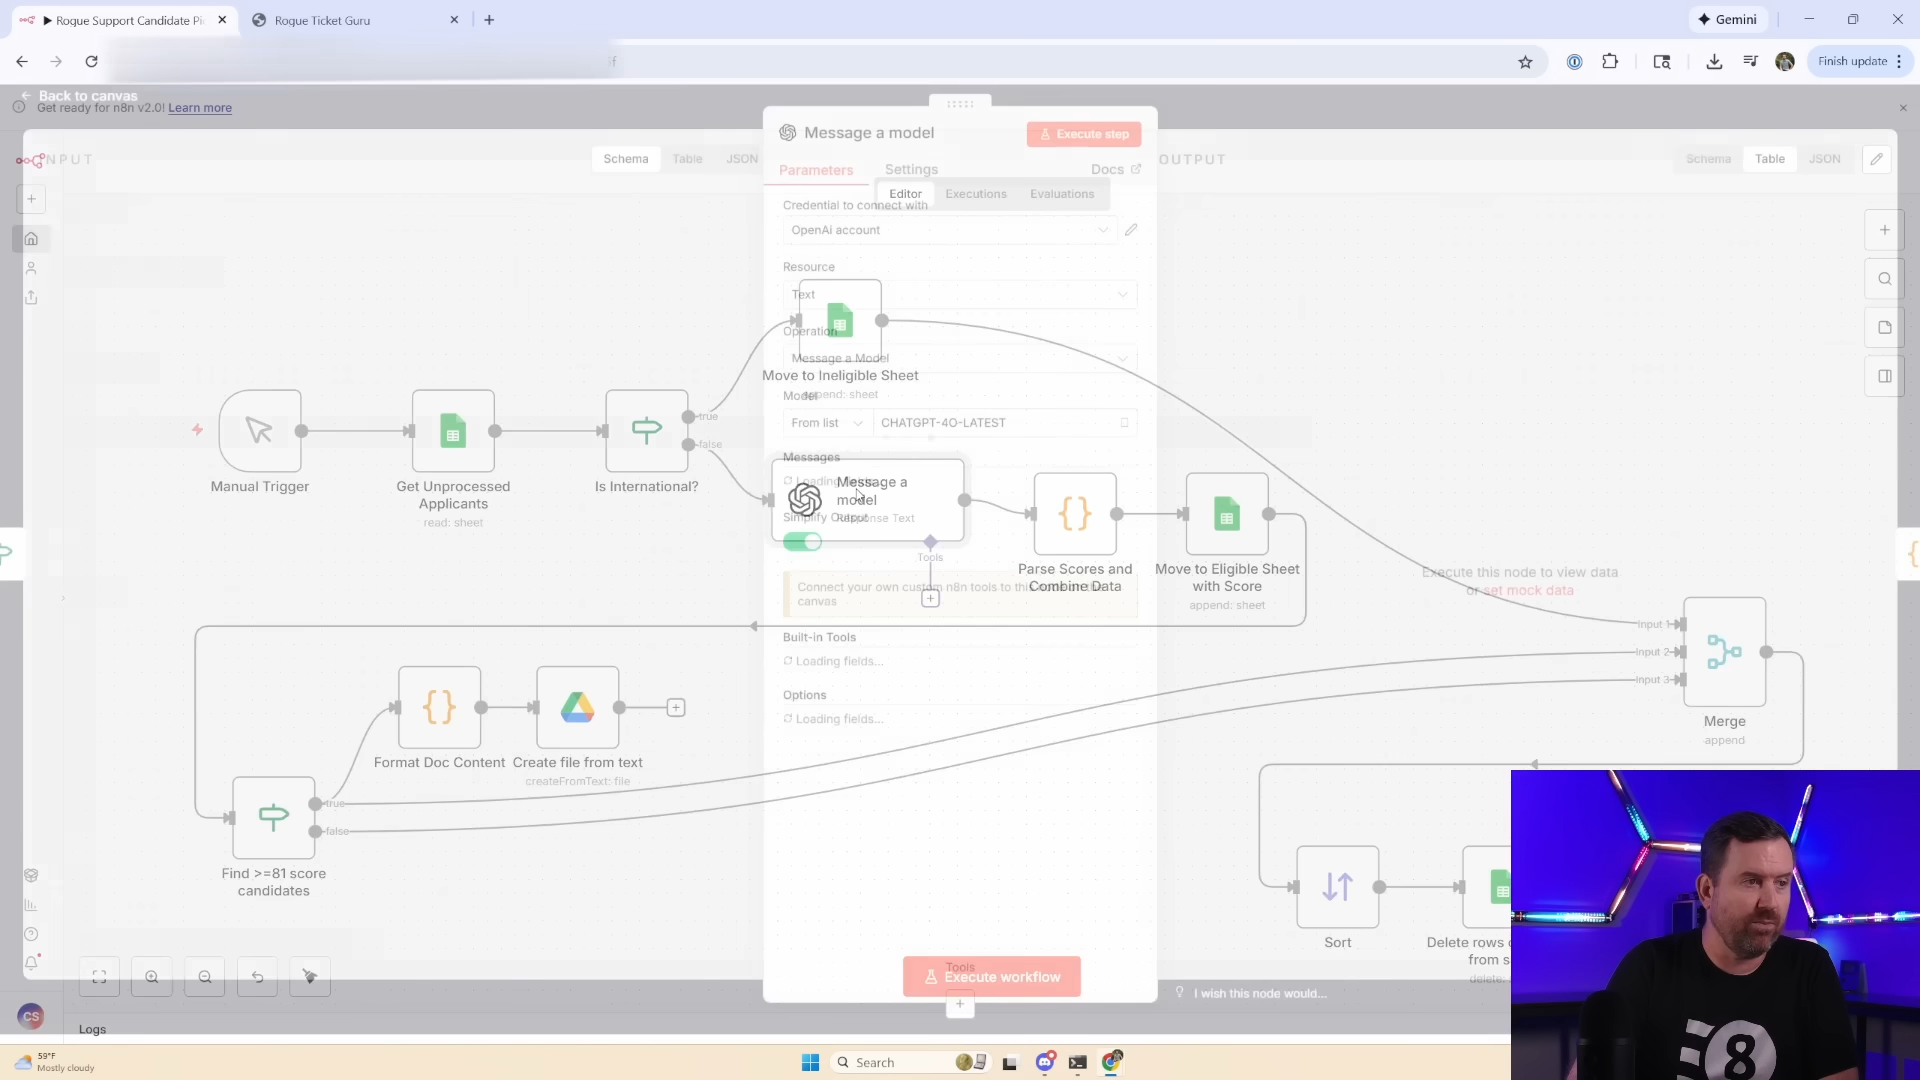 Rogue Support Candidate Pi
Rogue Ticket Guru
Gemini
Finish update
Back to canvas
Get ready for n8n v2.0! Learn more
Message a model
Execute step
NPUT
Schema
Table
JSON
Parameters
Settings
Docs
OUTPUT
Schema
Table
JSON
Editor
Executions
Evaluations
Credential to connect with
OpenAi account
Resource
Text
Operation
Message a Model
Move to Ineligible Sheet
append: sheet
Model
From list
CHATGPT-4O-LATEST
Messages
Manual Trigger
Get Unprocessed
Applicants
read: sheet
Is International?
true
false
Message a
model
Response Text
Simplify Output
Tools
Parse Scores and
Combine Data
Move to Eligible Sheet
with Score
append: sheet
Connect your own custom n8n tools to this
canvas
Execute this node to view data
or set mock data
Input 1
Input 2
Input 3
Merge
append
Built-in Tools
Loading fields...
Options
Loading fields...
Format Doc Content
Create file from text
createFromText: file
true
false
Find >=81 score
candidates
Sort
Delete rows
from s
delete:
Tools
Execute workflow
I wish this node would...
CS
Logs
59°F
Mostly cloudy
Search
8